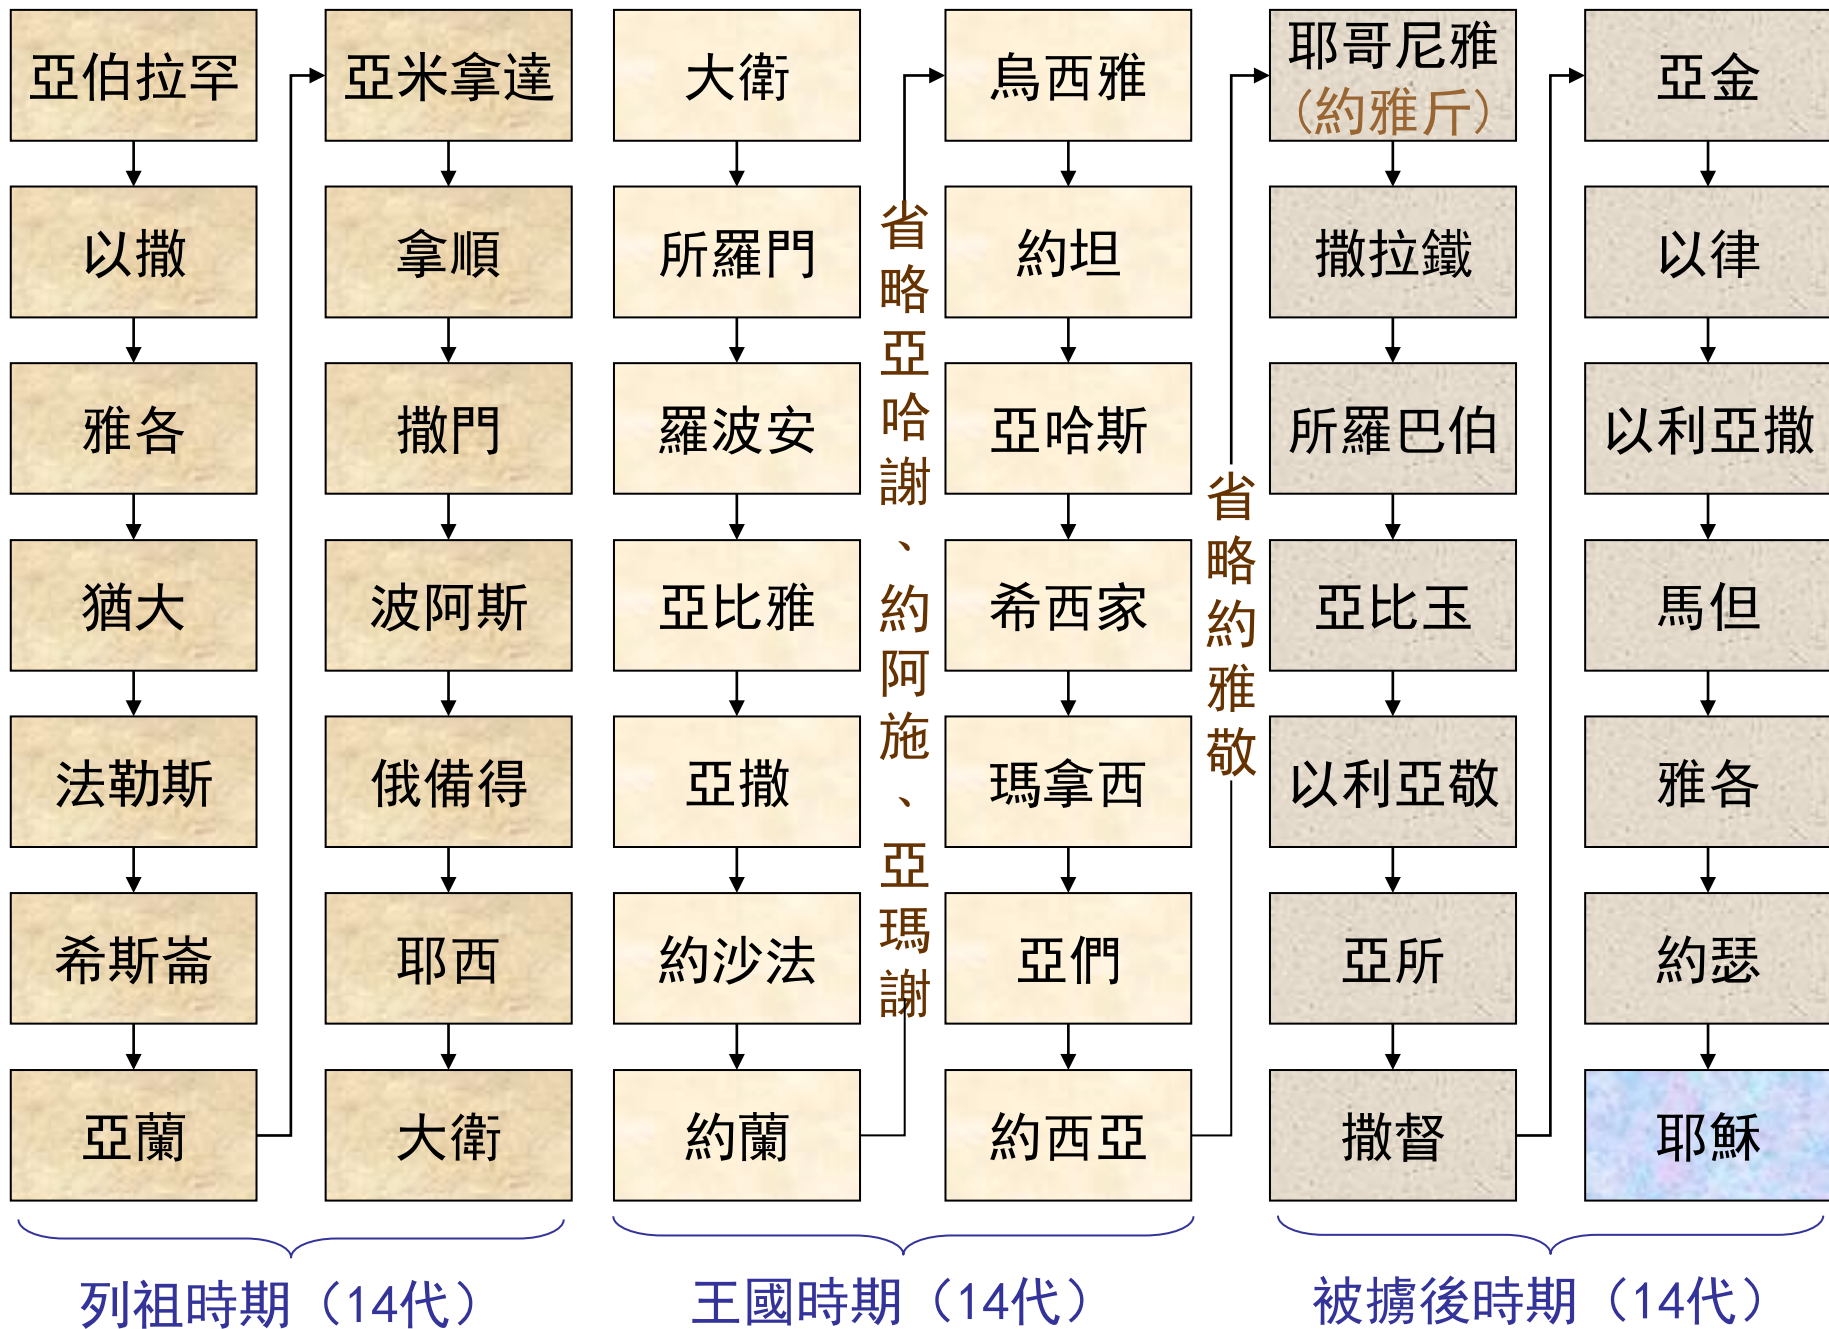 亞伯拉罕
以撒
雅各
猶大
法勒斯
希斯崙
亞蘭
亞米拿達
拿順
撒門
波阿斯
俄備得
耶西
大衛
列祖時期（14代）
大衛
所羅門
羅波安
亞比雅
亞撒
約沙法
約蘭
省略亞哈謝、約阿施、亞瑪謝
烏西雅
約坦
亞哈斯
希西家
瑪拿西
亞們
約西亞
王國時期（14代）
省略約雅敬
耶哥尼雅
(約雅斤)
撒拉鐵
所羅巴伯
亞比玉
以利亞敬
亞所
撒督
亞金
以律
以利亞撒
馬但
雅各
約瑟
耶穌
被擄後時期（14代）